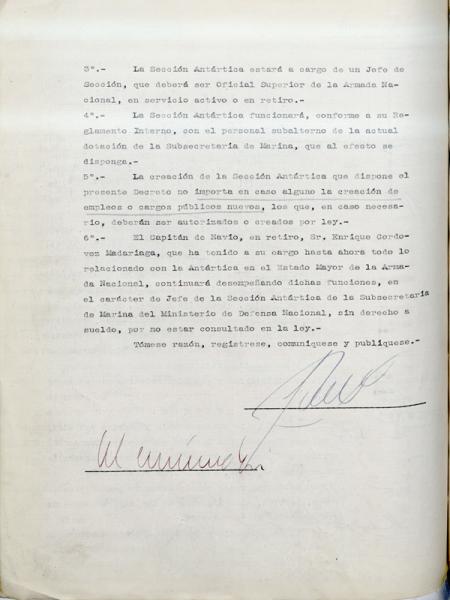 3°.- La Sección Antártica estará a cargo de un Jefe de
Sección, que deberá ser Oficial Superior de la Armada Na-
cional, en servicio activo o en retiro.-
4°.- La Sección Antártica funcionará, conforme a su Re-
glamento Interno, con el personal subalterno de la actual
dotación de la Subsecretaría de Marina, que al efecto se
disponga.-
5°.- La creación de la Sección Antártica que dispone el
presente Decreto no importa en caso alguno la creación de
empleos o cargos públicos nuevos, los que, en caso necesa-
rio, deberán ser autorizados o creados por ley.-
6°.- El Capitán de Navío, en retiro, Sr. Enrique Cordo-
vez Madariaga, que ha tenido a su cargo hasta ahora todo lo
relacionado con la Antártica en el Estado Mayor de la Arma-
da Nacional, continuará desempeñando dichas funciones, en
el carácter de Jefe de la Sección Antártica de la Subsecretaría
de Marina del Ministerio de Defensa Nacional, sin derecho a
sueldo, por no estar consultado en la ley.-
Tómese razón, regístrese, comuníquese y publíquese.-